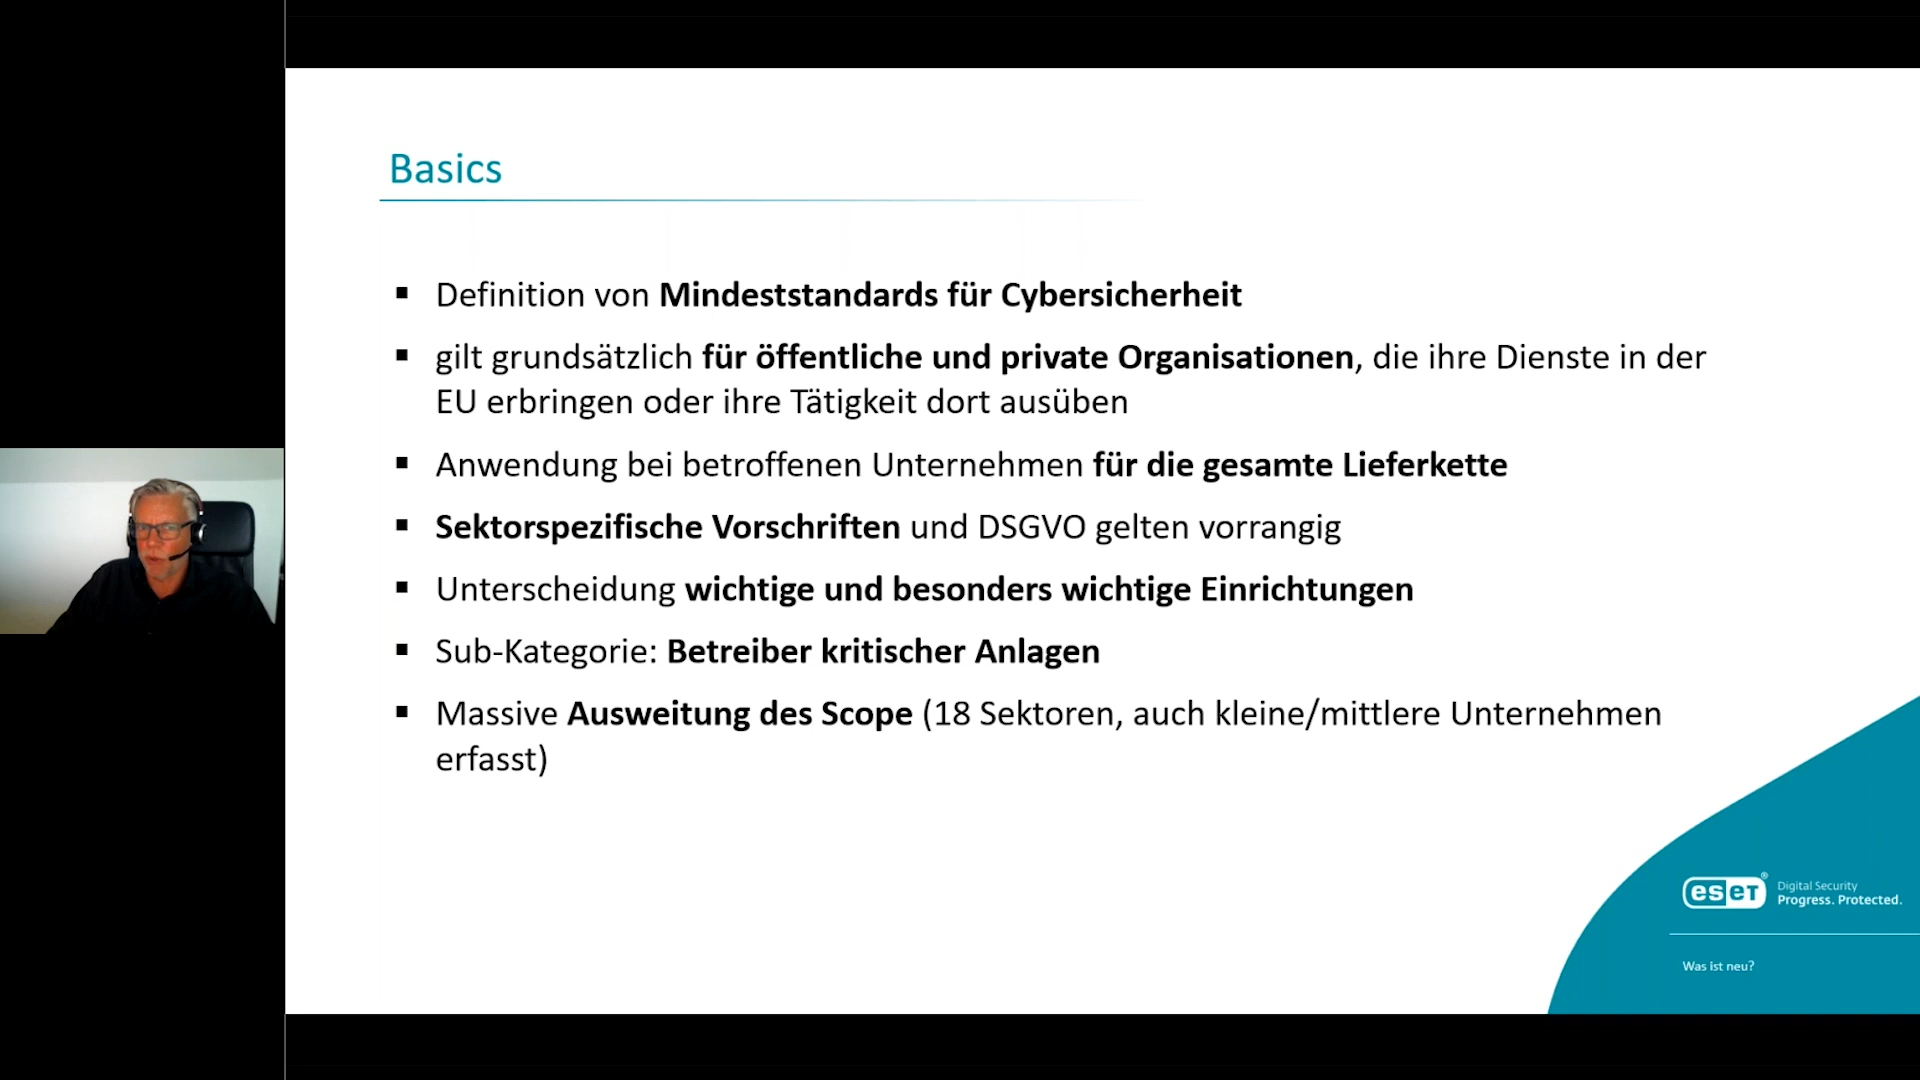 Basics
▪ Definition von Mindeststandards für Cybersicherheit
▪ gilt grundsätzlich für öffentliche und private Organisationen, die ihre Dienste in der
EU erbringen oder ihre Tätigkeit dort ausüben
▪ Anwendung bei betroffenen Unternehmen für die gesamte Lieferkette
▪ Sektorspezifische Vorschriften und DSGVO gelten vorrangig
▪ Unterscheidung wichtige und besonders wichtige Einrichtungen
▪ Sub-Kategorie: Betreiber kritischer Anlagen
▪ Massive Ausweitung des Scope (18 Sektoren, auch kleine/mittlere Unternehmen
erfasst)
eseT®
Digital Security
Progress. Protected.
Was ist neu?